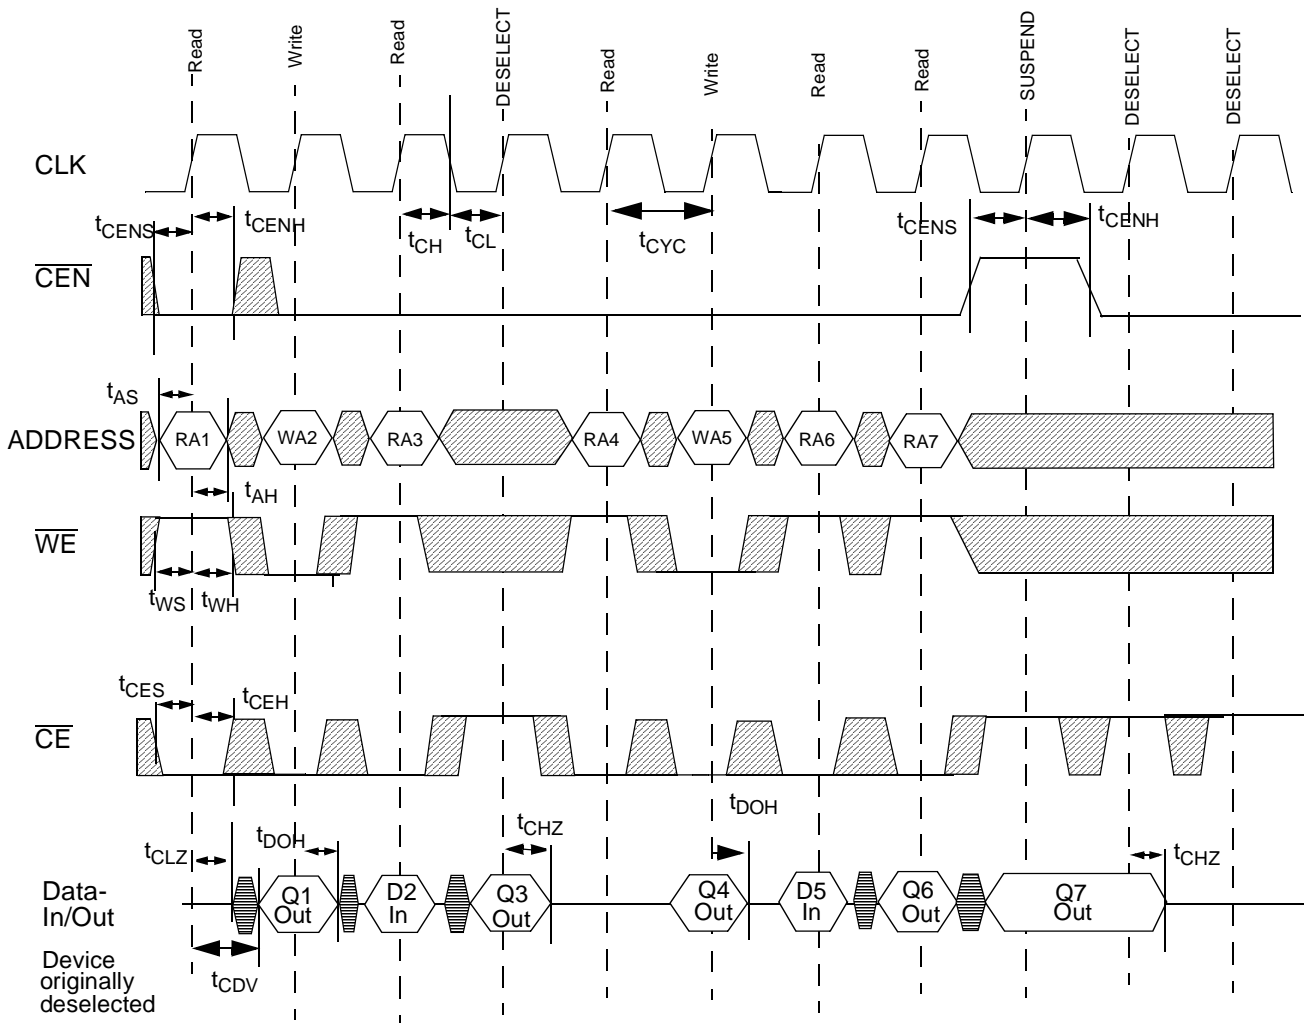 Read
Write
Read
DESELECT
Read
Write
Read
Read
SUSPEND
DESELECT
DESELECT
CLK
tCENS
tCENH
tCH
tCL
tCYC
tCENS
tCENH
CEN
tAS
ADDRESS
RA1
WA2
RA3
RA4
WA5
RA6
RA7
tAH
WE
tWS
tWH
tCES
tCEH
CE
tDOH
tCLZ
tDOH
tCHZ
tCHZ
Data-
In/Out
Q1
Out
D2
In
Q3
Out
Q4
Out
D5
In
Q6
Out
Q7
Out
tCDV
Device
originally
deselected